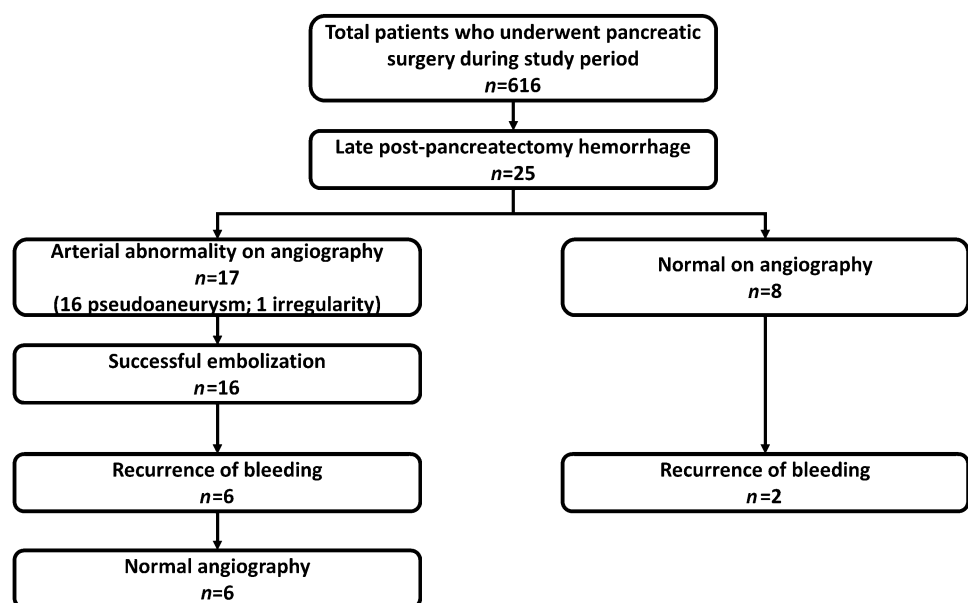 Total patients who underwent pancreatic
surgery during study period
n=616
Late post-pancreatectomy hemorrhage
n=25
Arterial abnormality on angiography
n=17
(16 pseudoaneurysm; 1 irregularity)
Normal on angiography
n=8
Successful embolization
n=16
Recurrence of bleeding
n=6
Recurrence of bleeding
n=2
Normal angiography
n=6